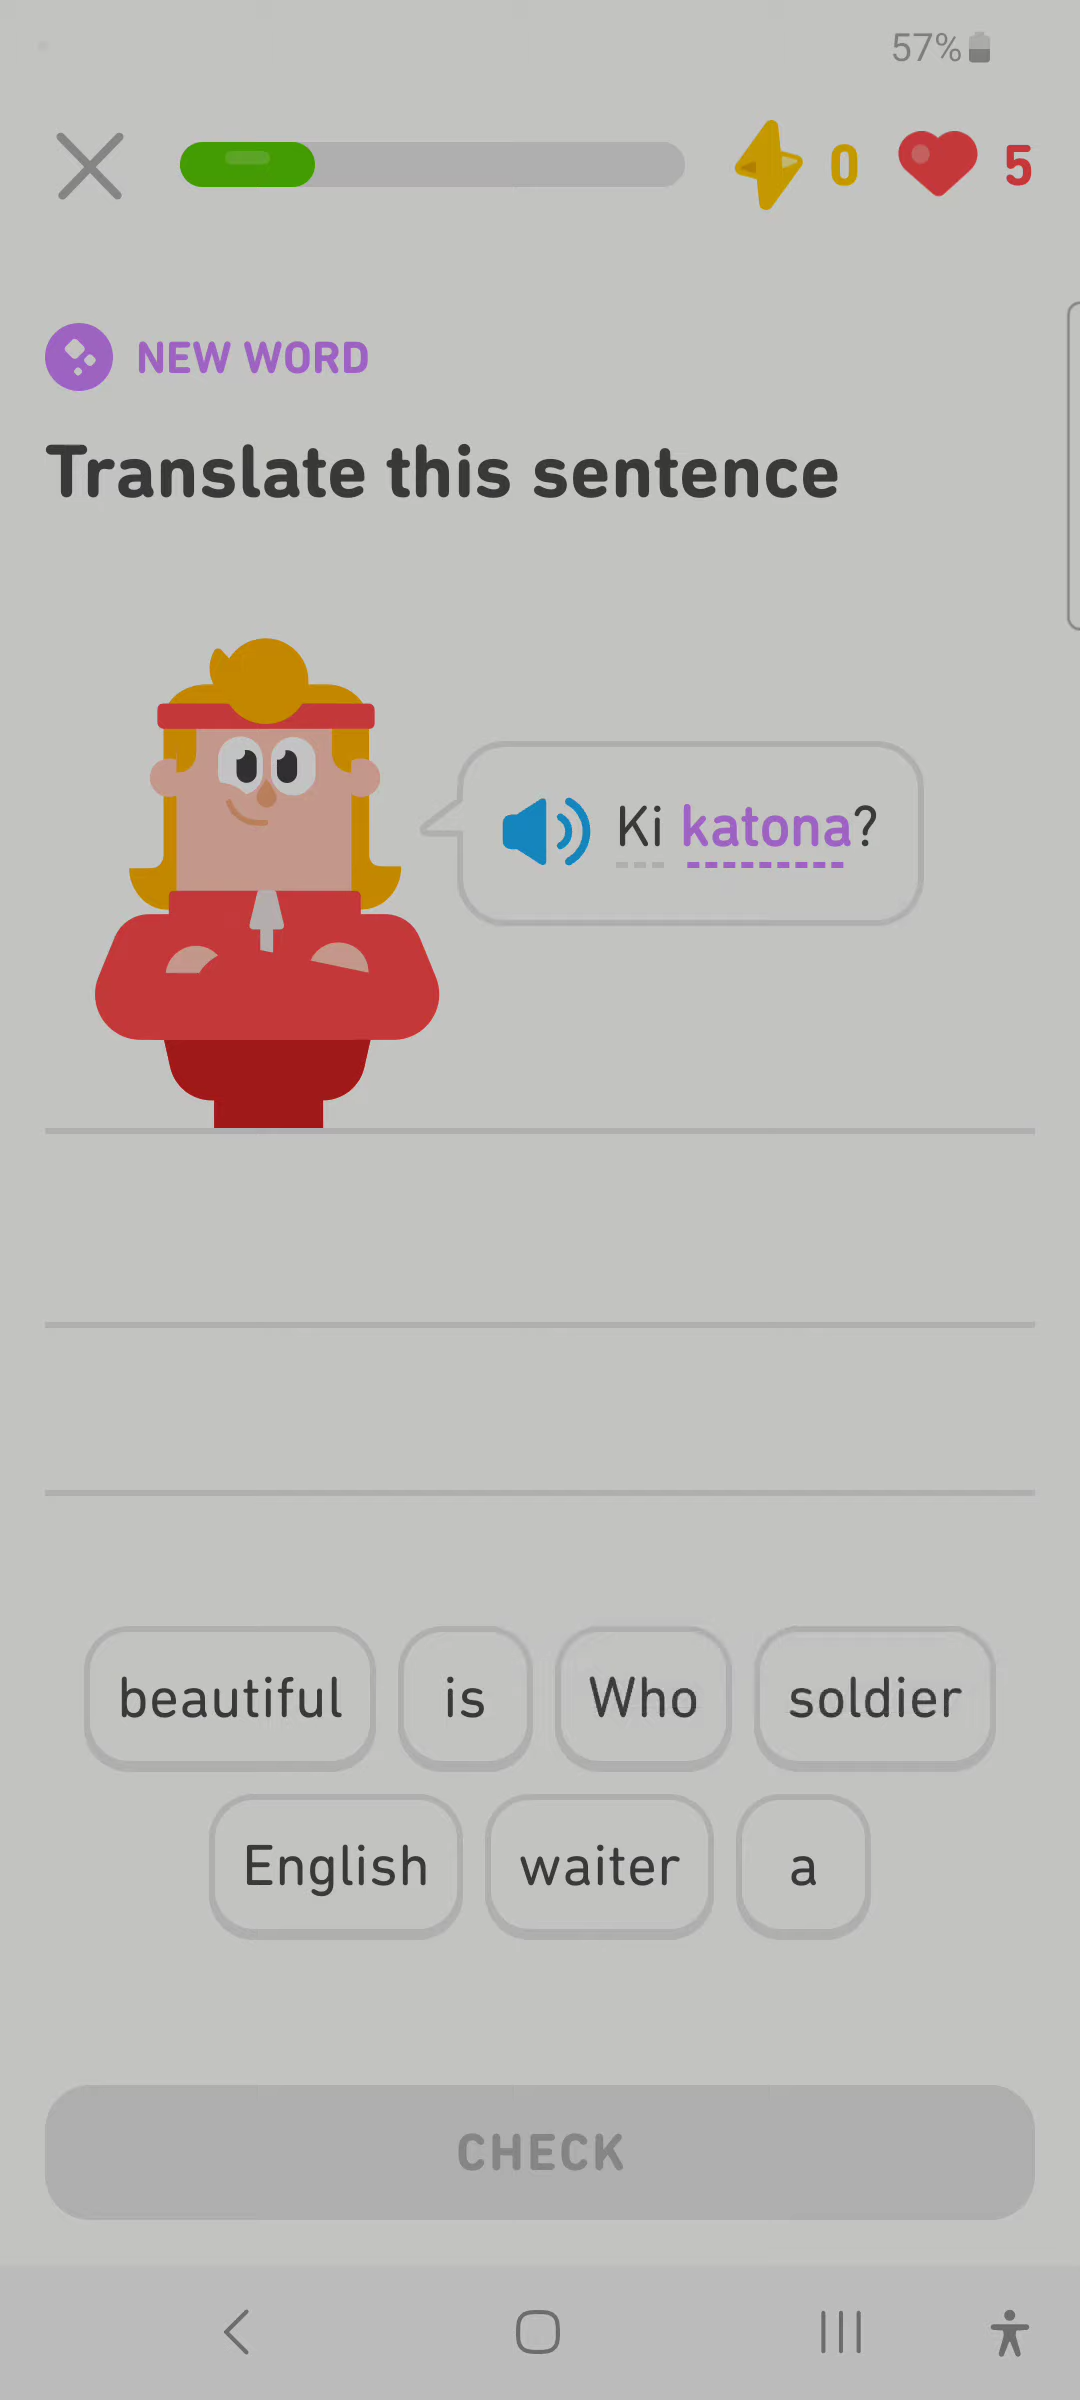 57%
0
5
NEW WORD
Translate this sentence
Ki katona?
beautiful
is
Who
soldier
English
waiter
a
CHECK